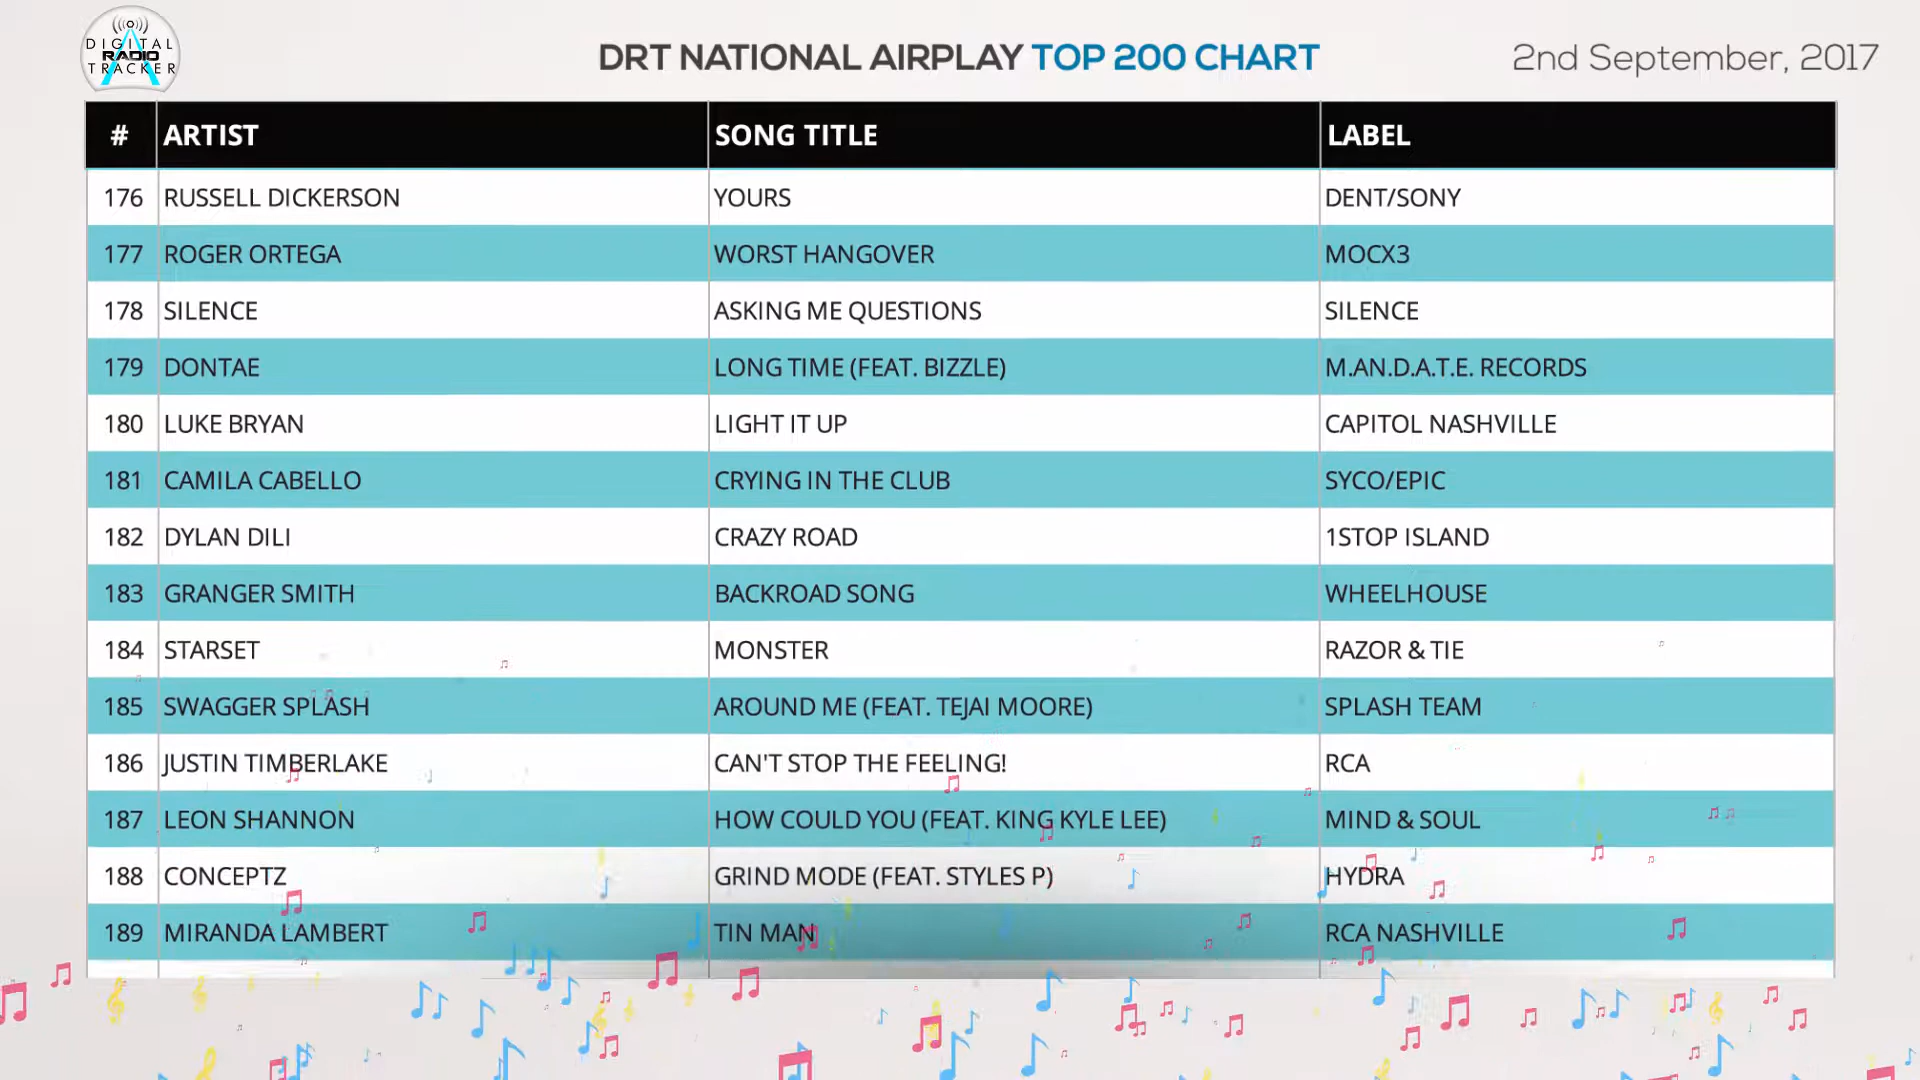 DIGITAL
RADIO
TRACKER
DRT NATIONAL AIRPLAY TOP 200 CHART
2nd September, 2017
# ARTIST SONG TITLE LABEL
176 RUSSELL DICKERSON YOURS DENT/SONY
177 ROGER ORTEGA WORST HANGOVER MOCX3
178 SILENCE ASKING ME QUESTIONS SILENCE
179 DONTAE LONG TIME (FEAT. BIZZLE) M.AN.D.A.T.E. RECORDS
180 LUKE BRYAN LIGHT IT UP CAPITOL NASHVILLE
181 CAMILA CABELLO CRYING IN THE CLUB SYCO/EPIC
182 DYLAN DILI CRAZY ROAD 1STOP ISLAND
183 GRANGER SMITH BACKROAD SONG WHEELHOUSE
184 STARSET MONSTER RAZOR & TIE
185 SWAGGER SPLASH AROUND ME (FEAT. TEJAI MOORE) SPLASH TEAM
186 JUSTIN TIMBERLAKE CAN'T STOP THE FEELING! RCA
187 LEON SHANNON HOW COULD YOU (FEAT. KING KYLE LEE) MIND & SOUL
188 CONCEPTZ GRIND MODE (FEAT. STYLES P) HYDRA
189 MIRANDA LAMBERT TIN MAN RCA NASHVILLE